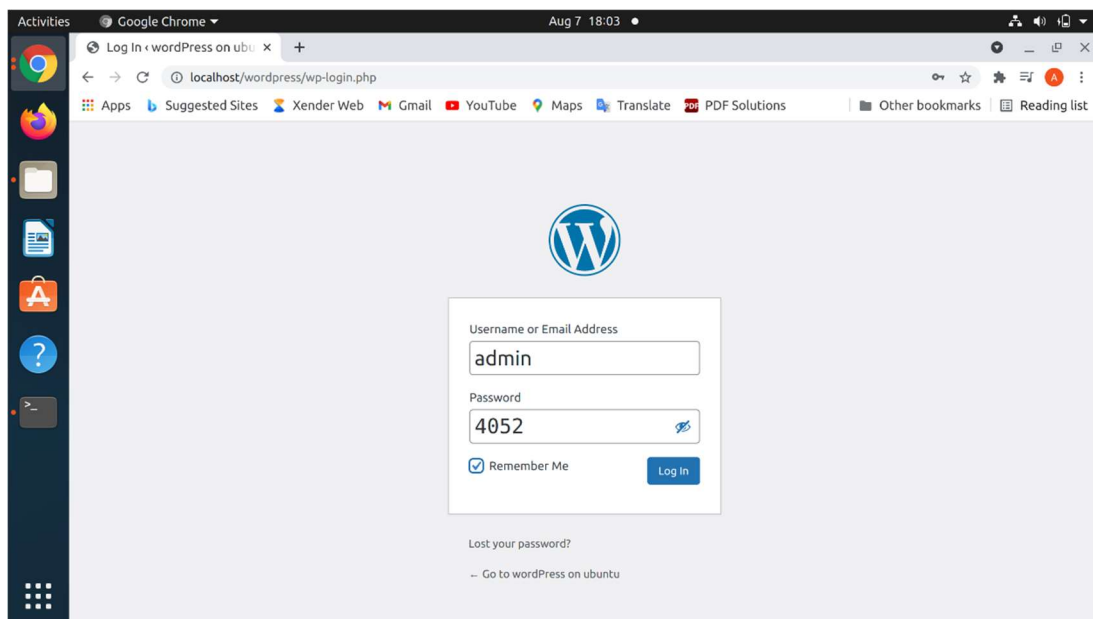 Activities Google Chrome Aug 7 18:03
Log In ‹ wordPress on ubu
localhost/wordpress/wp-login.php
Apps Suggested Sites Xender Web Gmail YouTube Maps Translate PDF PDF Solutions Other bookmarks Reading list
A
W
Username or Email Address
admin
Password
4052
Remember Me Log In
Lost your password?
← Go to wordPress on ubuntu